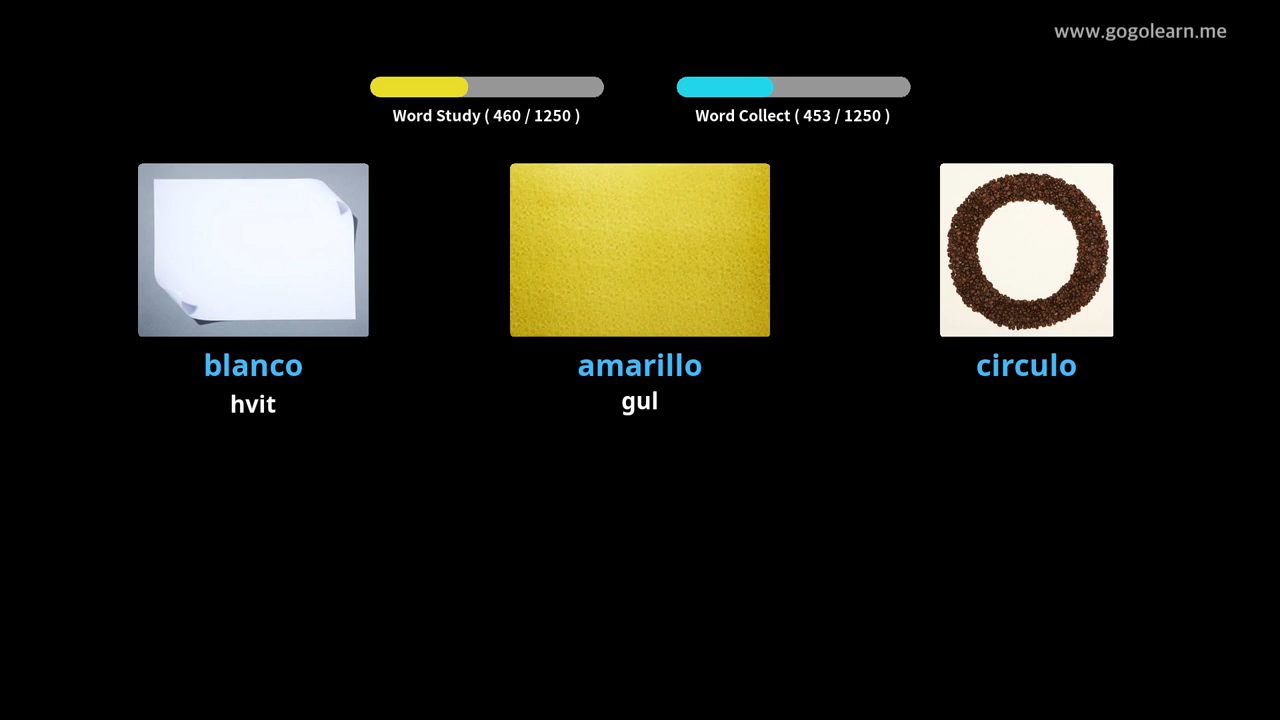 www.gogolearn.me
Word Study ( 460 / 1250 )
Word Collect ( 453 / 1250 )
blanco
hvit
amarillo
gul
circulo